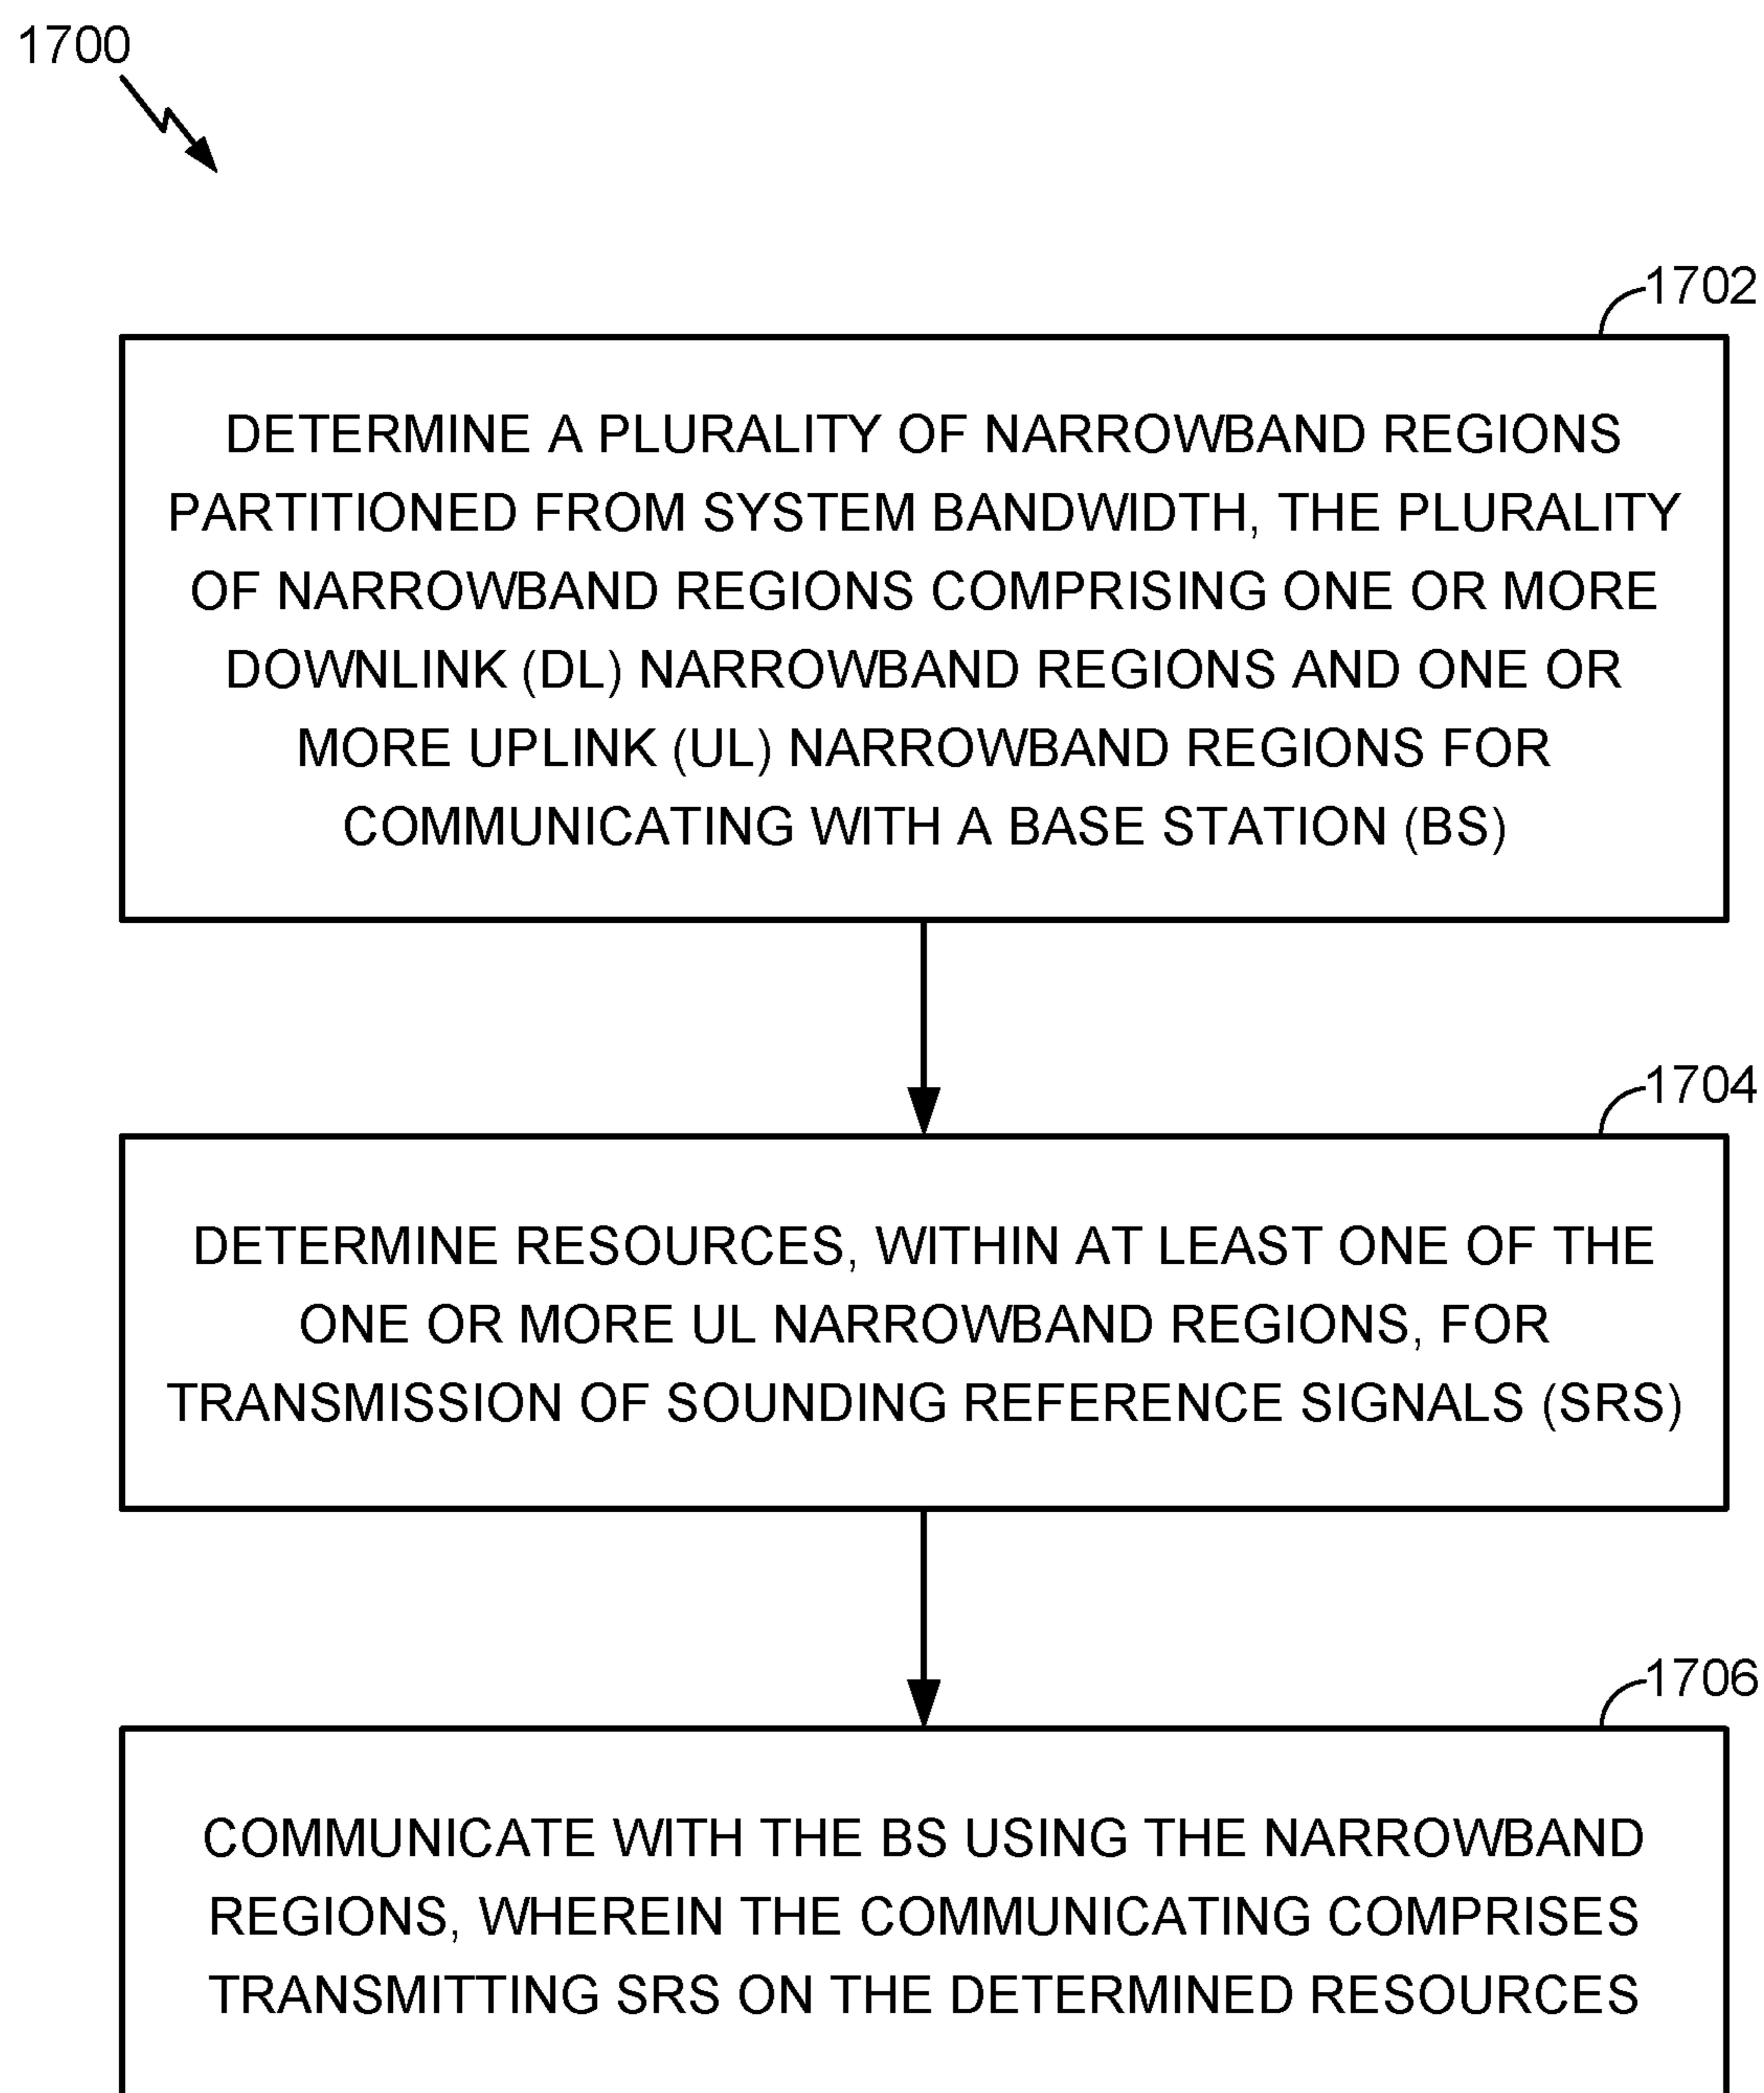 1700
1702
DETERMINE A PLURALITY OF NARROWBAND REGIONS
PARTITIONED FROM SYSTEM BANDWIDTH, THE PLURALITY
OF NARROWBAND REGIONS COMPRISING ONE OR MORE
DOWNLINK (DL) NARROWBAND REGIONS AND ONE OR
MORE UPLINK (UL) NARROWBAND REGIONS FOR
COMMUNICATING WITH A BASE STATION (BS)
1704
DETERMINE RESOURCES, WITHIN AT LEAST ONE OF THE
ONE OR MORE UL NARROWBAND REGIONS, FOR
TRANSMISSION OF SOUNDING REFERENCE SIGNALS (SRS)
1706
COMMUNICATE WITH THE BS USING THE NARROWBAND
REGIONS, WHEREIN THE COMMUNICATING COMPRISES
TRANSMITTING SRS ON THE DETERMINED RESOURCES